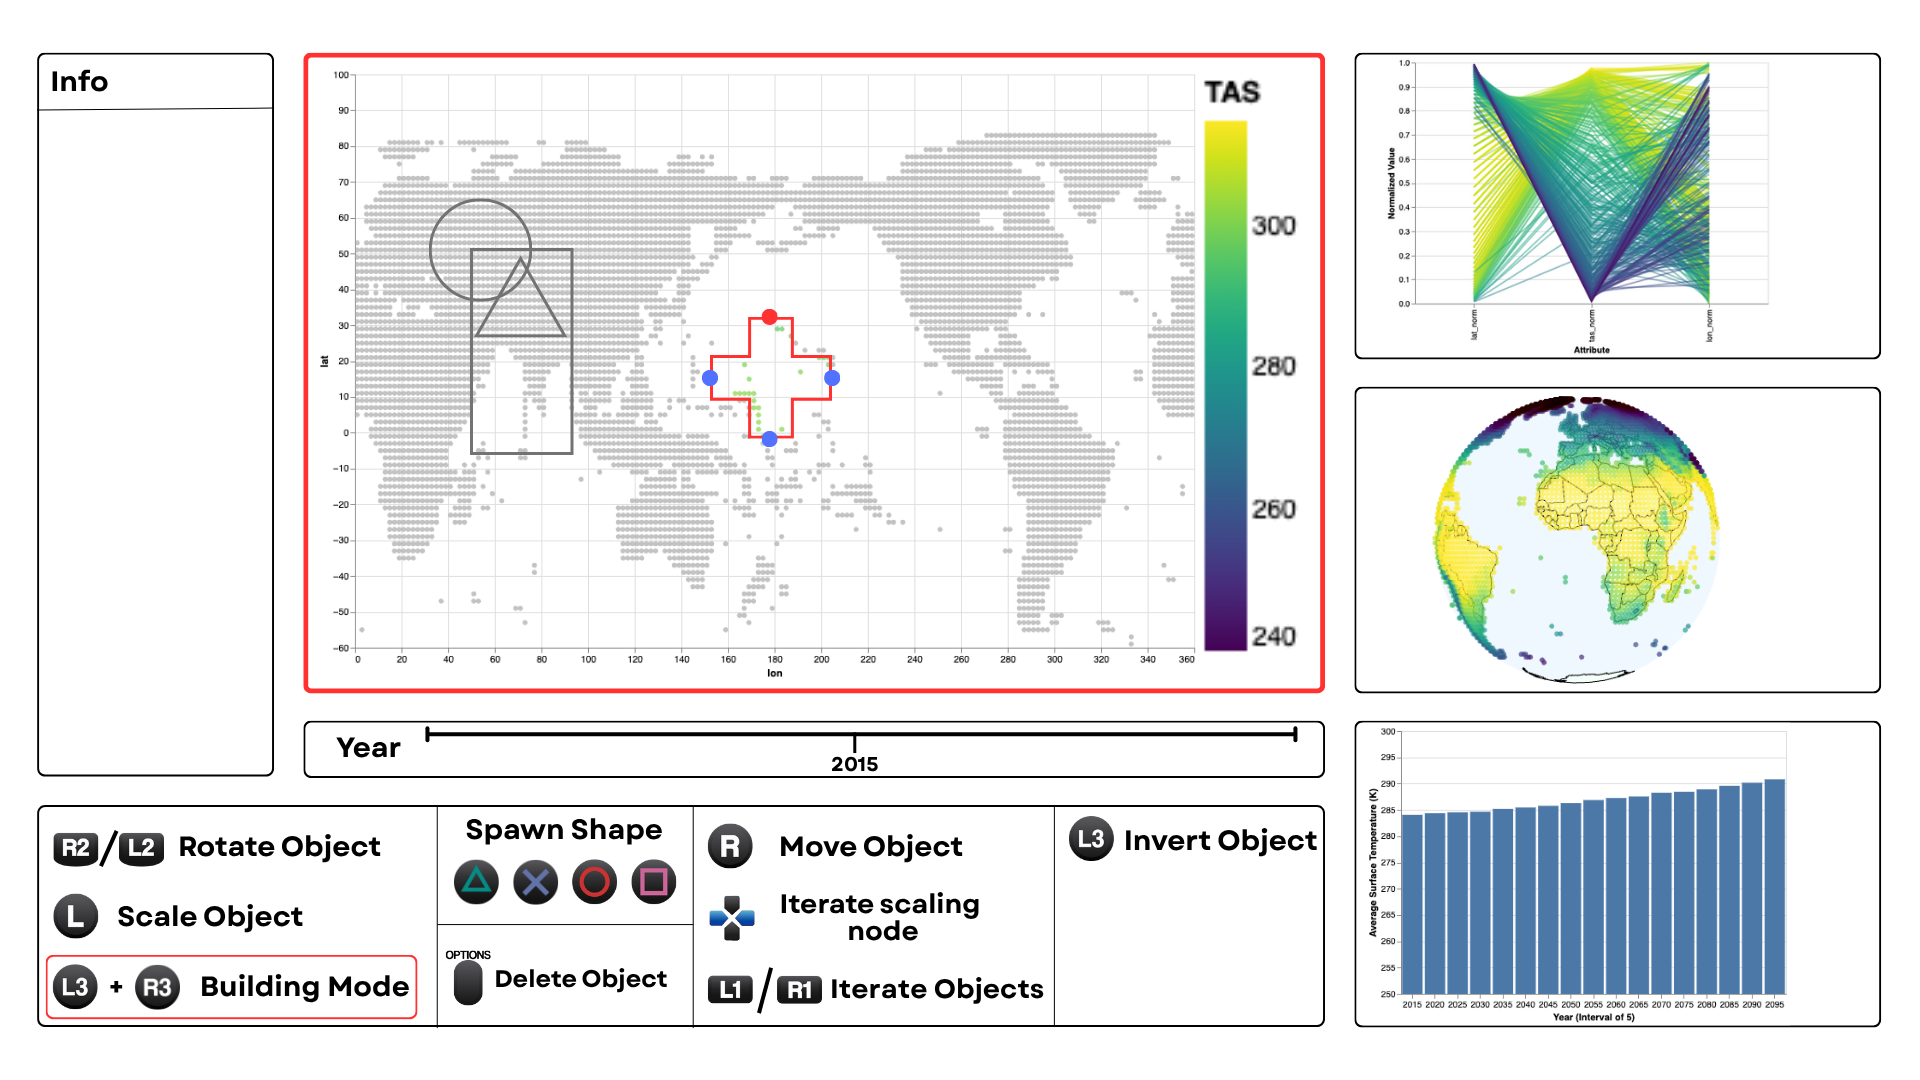 Info
100
90
80
70
60
50
40
30
20
10
0
−10
−20
−30
−40
−50
−60
lat
0 20 40 60 80 100 120 140 160 180 200 220 240 260 280 300 320 340 360
lon
TAS
300
280
260
240
Year
2015
R2 / L2 Rotate Object
L Scale Object
L3 + R3 Building Mode
Spawn Shape
OPTIONS
Delete Object
R Move Object
Iterate scaling
node
L1 / R1 Iterate Objects
L3 Invert Object
1.0
0.9
0.8
0.7
0.6
0.5
0.4
0.3
0.2
0.1
0.0
Normalized Value
lat_norm tas_norm lon_norm
Attribute
300
295
290
285
280
275
270
265
260
255
250
Average Surface Temperature (K)
2015 2020 2025 2030 2035 2040 2045 2050 2055 2060 2065 2070 2075 2080 2085 2090 2095
Year (Interval of 5)